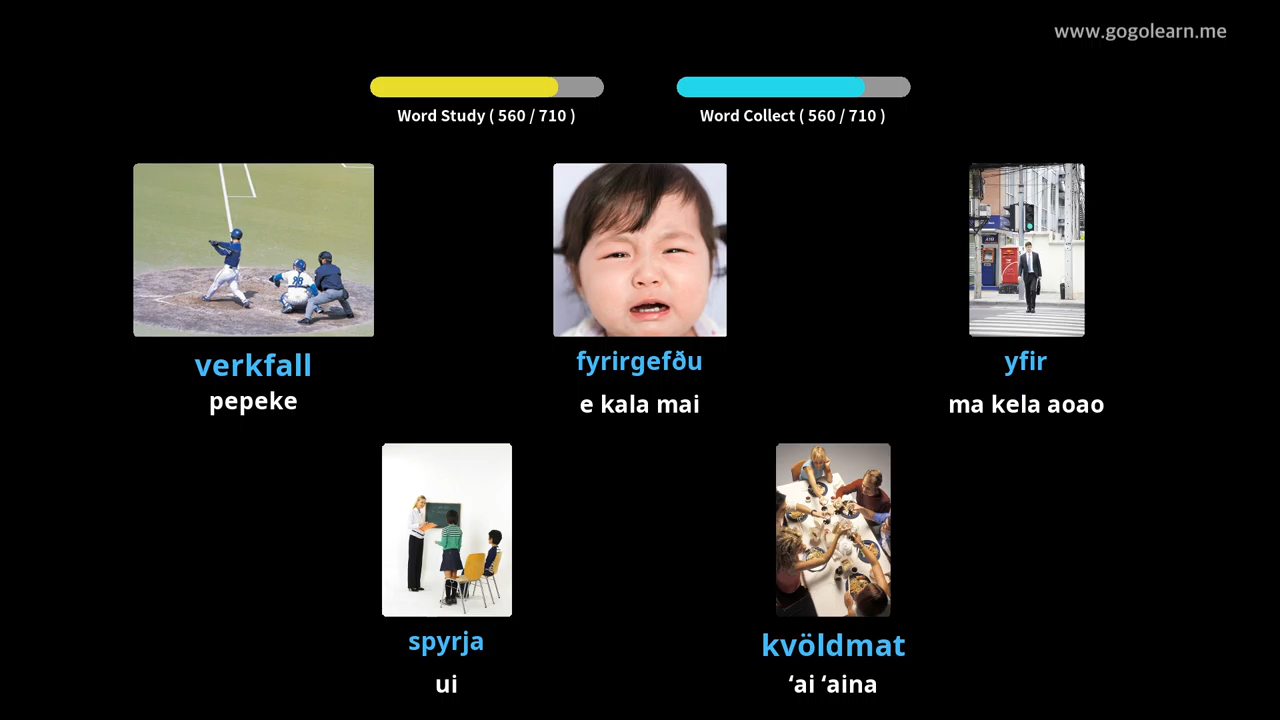 www.gogolearn.me
Word Study ( 560 / 710 )
Word Collect ( 560 / 710 )
verkfall
pepeke
fyrirgefðu
e kala mai
yfir
ma kela aoao
spyrja
ui
kvöldmat
ʻai ʻaina